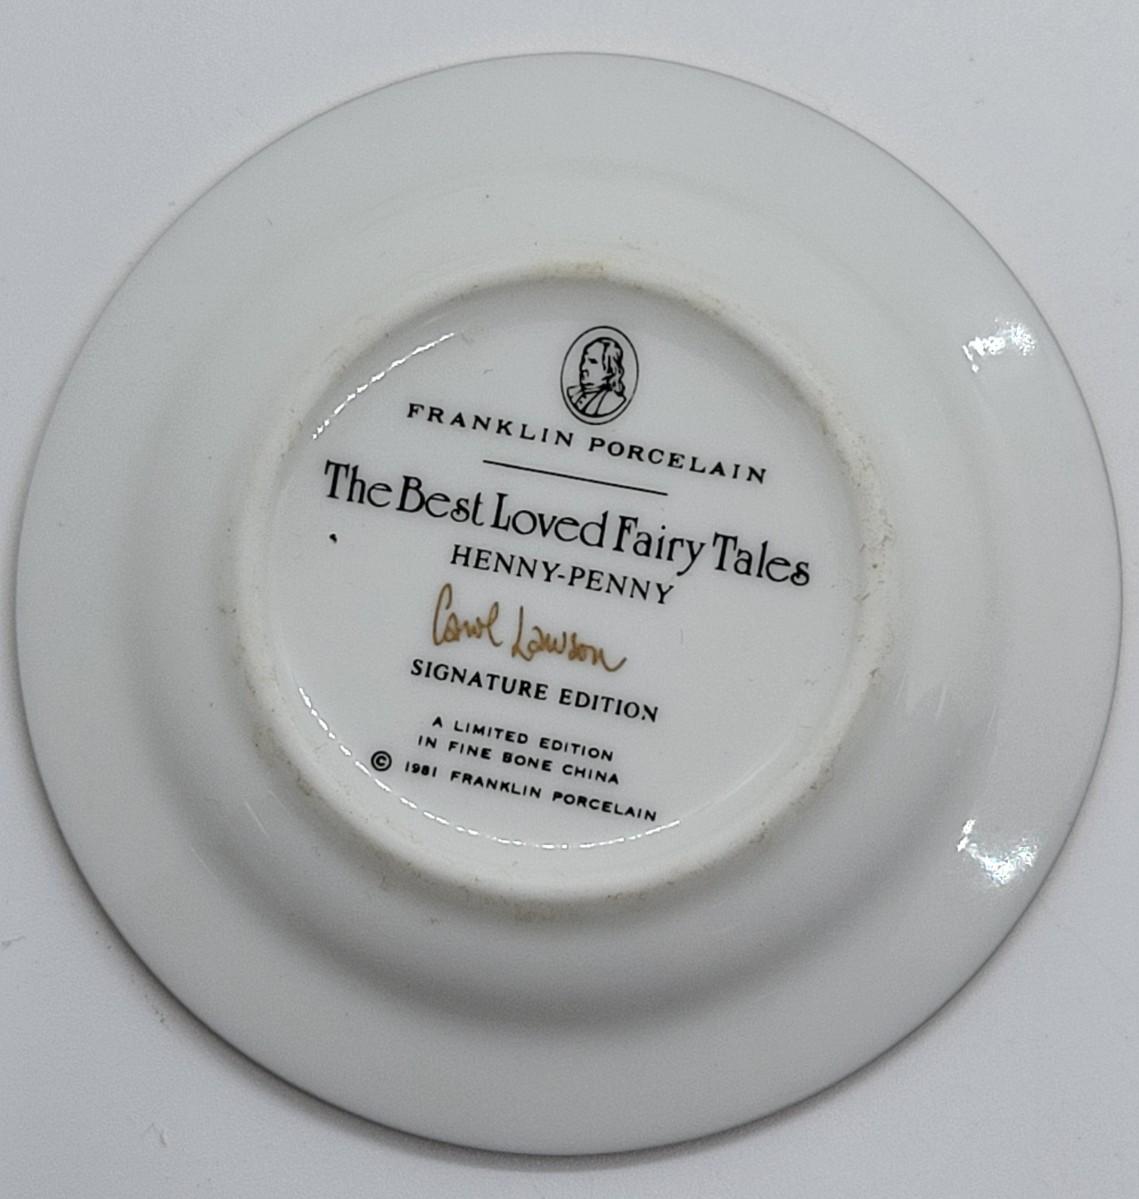 FRANKLIN PORCELAIN
The Best Loved Fairy Tales
HENNY-PENNY
Carol Lawson
SIGNATURE EDITION
A LIMITED EDITION
IN FINE BONE CHINA
© 1981 FRANKLIN PORCELAIN